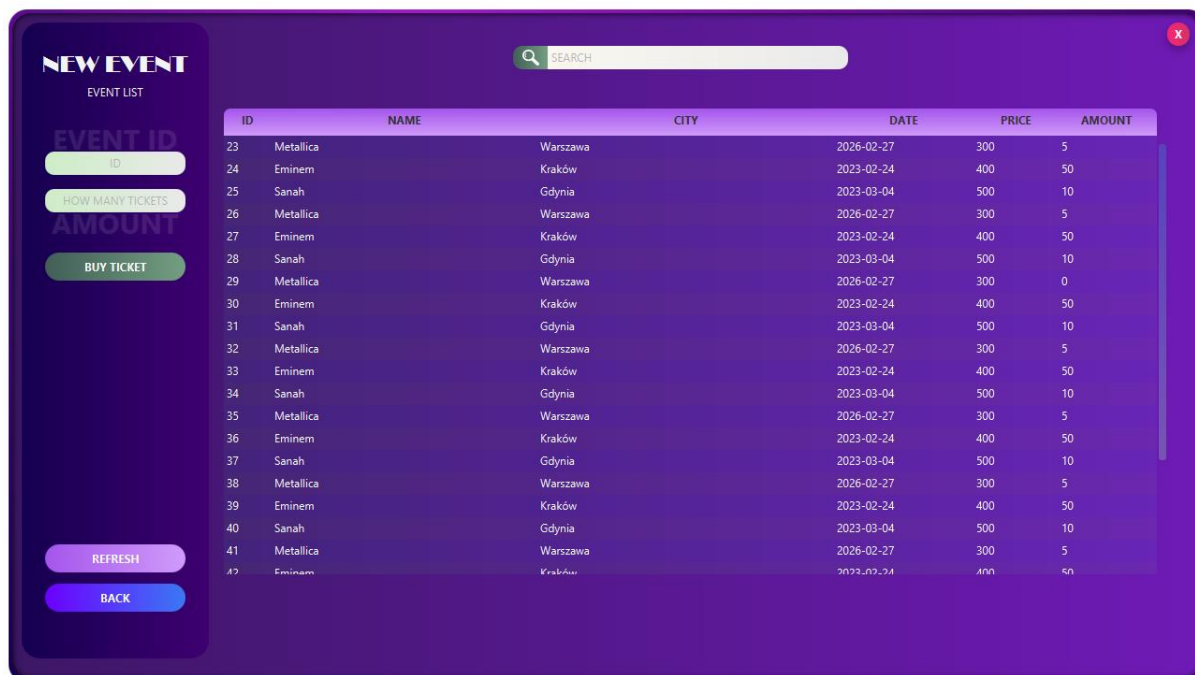 X
NEW EVENT
EVENT LIST
SEARCH
EVENT ID
ID
HOW MANY TICKETS
AMOUNT
BUY TICKET
REFRESH
BACK
ID NAME CITY DATE PRICE AMOUNT
23 Metallica Warszawa 2026-02-27 300 5
24 Eminem Kraków 2023-02-24 400 50
25 Sanah Gdynia 2023-03-04 500 10
26 Metallica Warszawa 2026-02-27 300 5
27 Eminem Kraków 2023-02-24 400 50
28 Sanah Gdynia 2023-03-04 500 10
29 Metallica Warszawa 2026-02-27 300 0
30 Eminem Kraków 2023-02-24 400 50
31 Sanah Gdynia 2023-03-04 500 10
32 Metallica Warszawa 2026-02-27 300 5
33 Eminem Kraków 2023-02-24 400 50
34 Sanah Gdynia 2023-03-04 500 10
35 Metallica Warszawa 2026-02-27 300 5
36 Eminem Kraków 2023-02-24 400 50
37 Sanah Gdynia 2023-03-04 500 10
38 Metallica Warszawa 2026-02-27 300 5
39 Eminem Kraków 2023-02-24 400 50
40 Sanah Gdynia 2023-03-04 500 10
41 Metallica Warszawa 2026-02-27 300 5
42 Eminem Kraków 2023-02-24 400 50